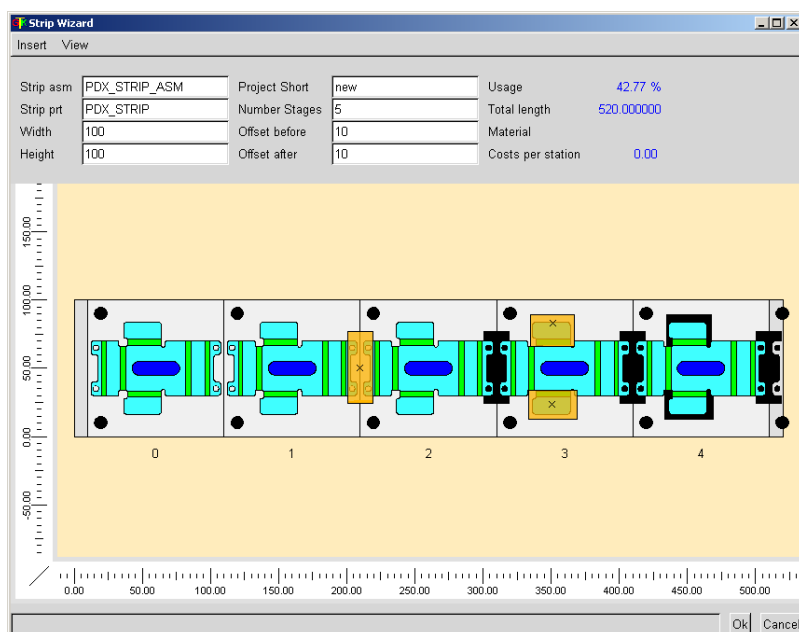 Strip Wizard
Insert View
Strip asm PDX_STRIP_ASM Project Short new Usage 42.77 %
Strip prt PDX_STRIP Number Stages 5 Total length 520.000000
Width 100 Offset before 10 Material
Height 100 Offset after 10 Costs per station 0.00
150.00
100.00
50.00
0.00
-50.00
0 1 2 3 4
0.00 50.00 100.00 150.00 200.00 250.00 300.00 350.00 400.00 450.00 500.00
Ok Cancel